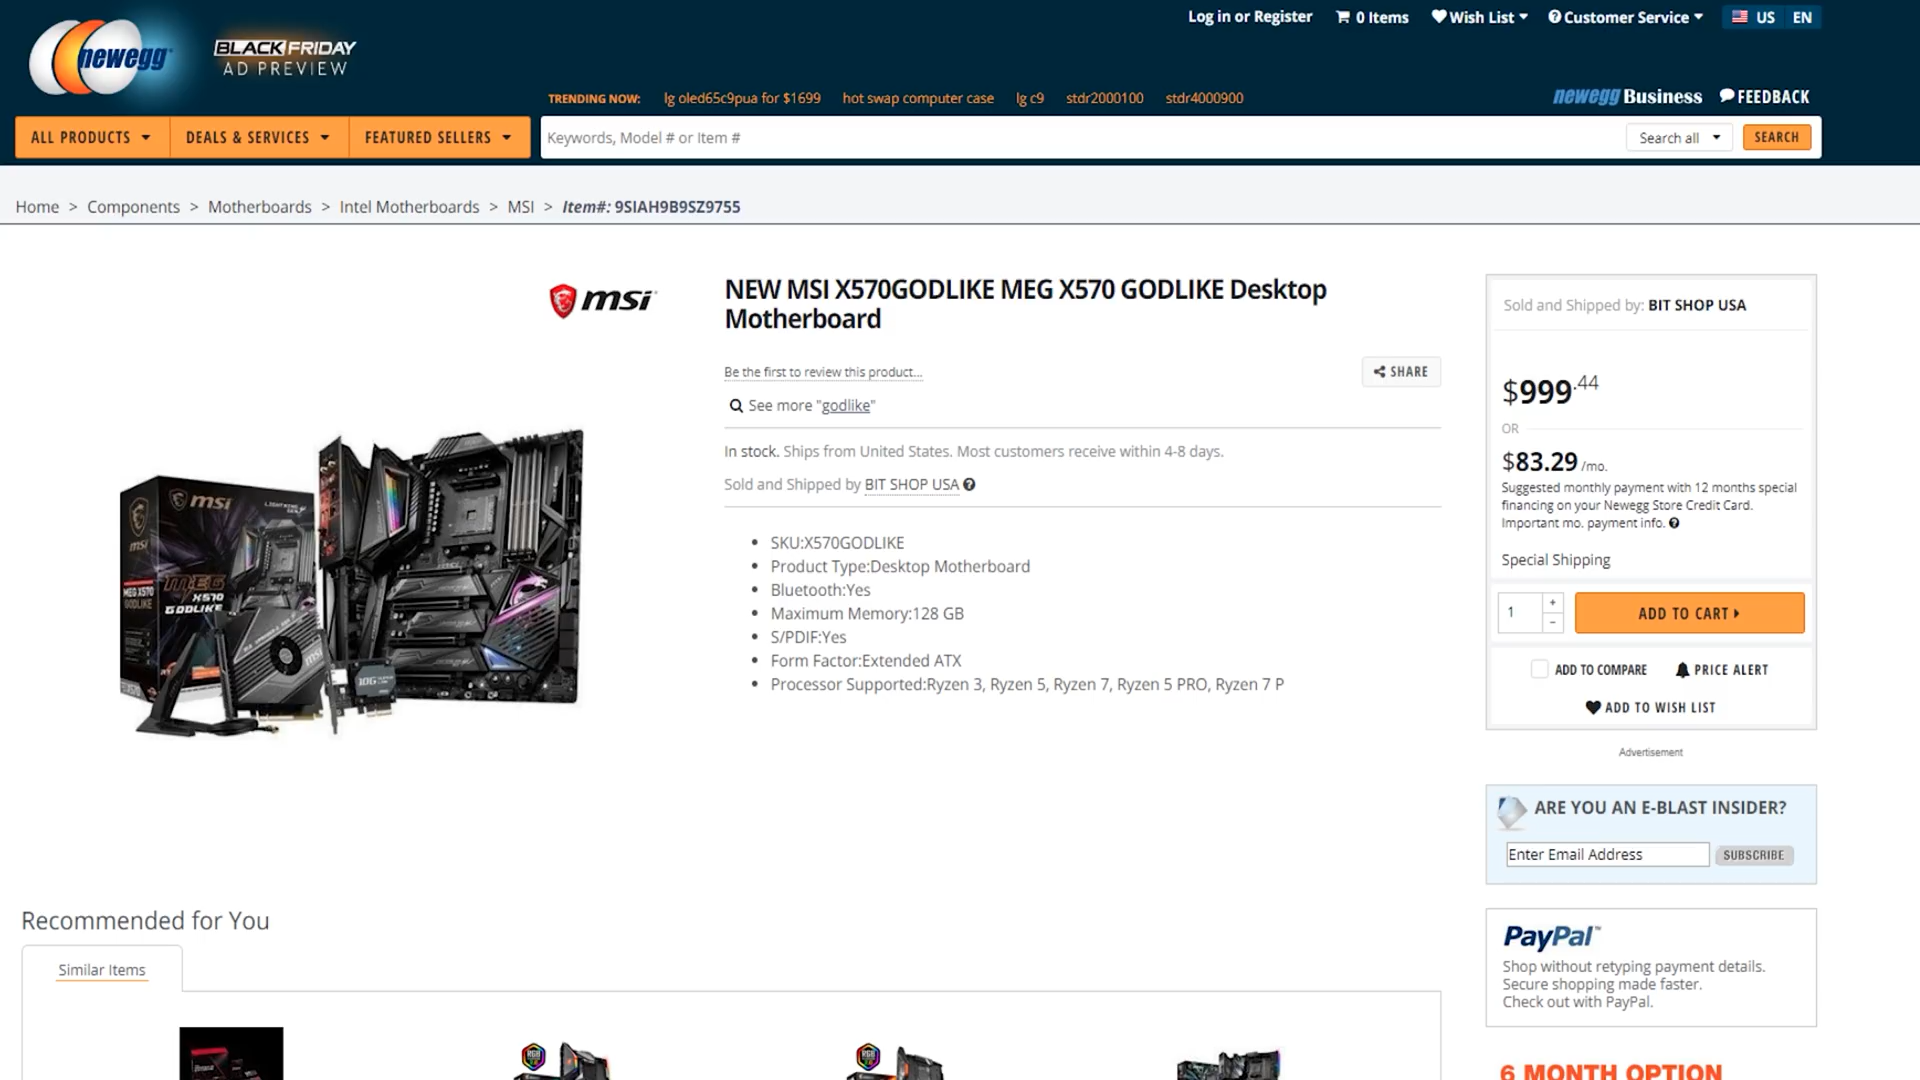 Log in or Register
0 Items
Wish List
Customer Service
US
EN
newegg
BLACK FRIDAY
AD PREVIEW
TRENDING NOW: lg oled65c9pua for $1699 hot swap computer case lg c9 stdr2000100 stdr4000900
newegg Business
FEEDBACK
ALL PRODUCTS
DEALS & SERVICES
FEATURED SELLERS
Keywords, Model # or Item #
Search all
SEARCH
Home > Components > Motherboards > Intel Motherboards > MSI > Item#: 9SIAH9B9SZ9755
msi
NEW MSI X570GODLIKE MEG X570 GODLIKE Desktop
Motherboard
Be the first to review this product...
SHARE
See more "godlike"
In stock. Ships from United States. Most customers receive within 4-8 days.
Sold and Shipped by BIT SHOP USA
SKU:X570GODLIKE
Product Type:Desktop Motherboard
Bluetooth:Yes
Maximum Memory:128 GB
S/PDIF:Yes
Form Factor:Extended ATX
Processor Supported:Ryzen 3, Ryzen 5, Ryzen 7, Ryzen 5 PRO, Ryzen 7 P
msi
msi
MEG
X570
GODLIKE
MEG X570
GODLIKE
msi
10G
Sold and Shipped by: BIT SHOP USA
$999.44
OR
$83.29 /mo.
Suggested monthly payment with 12 months special
financing on your Newegg Store Credit Card.
Important mo. payment info.
Special Shipping
1
+
-
ADD TO CART
ADD TO COMPARE
PRICE ALERT
ADD TO WISH LIST
Advertisement
ARE YOU AN E-BLAST INSIDER?
Enter Email Address
SUBSCRIBE
PayPal™
Shop without retyping payment details.
Secure shopping made faster.
Check out with PayPal.
6 MONTH OPTION
Recommended for You
Similar Items
RGB
RGB